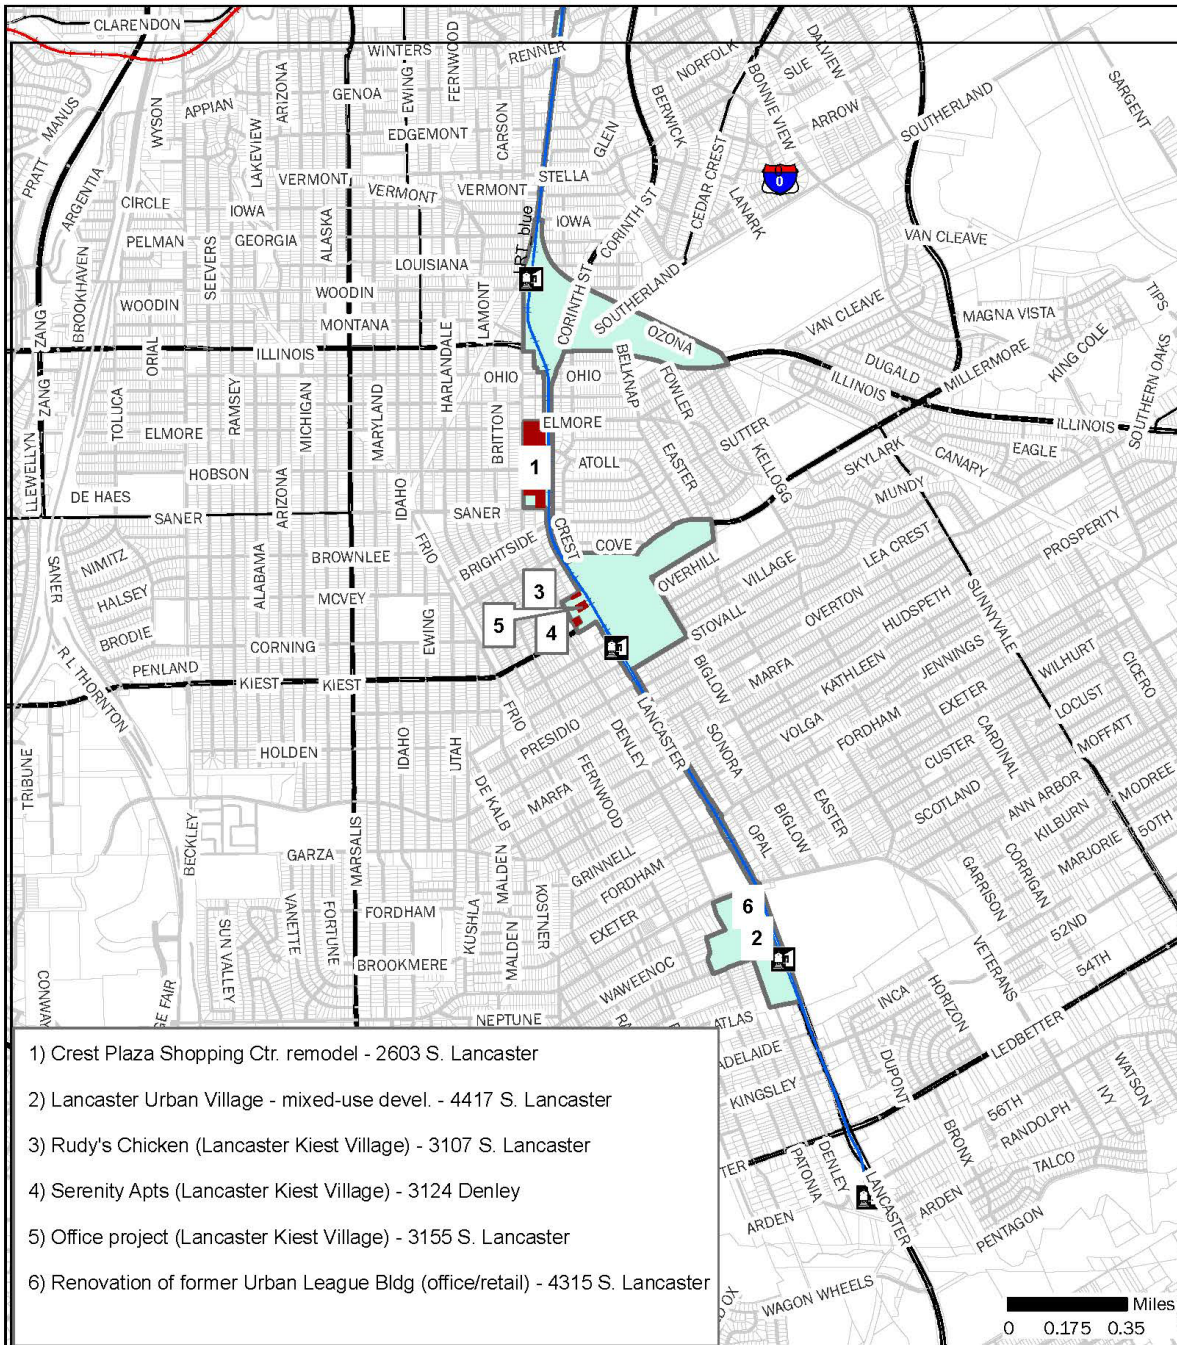 CLARENDON
WINTERS
EWING
FERNWOOD
RENNER
NORFOLK
SUE
DALVIEW
BONNIE VIEW
SARGENT
PRATT
MANUS
WYSON
APPIAN
ARIZONA
GENOA
CARSON
BERWICK
ARROW
SOUTHERLAND
EDGEMONT
GLEN
CEDAR CREST
LAKEVIEW
ARGENTIA
VERMONT
VERMONT
VERMONT
STELLA
0
LANARK
CIRCLE
IOWA
ALASKA
IOWA
CORINTH ST
PELMAN
SEEVERS
GEORGIA
LRT blue
VAN CLEAVE
BROOKHAVEN
LOUISIANA
WOODIN
WOODIN
LAMONT
CORINTH ST
SOUTHERLAND
TIPS
ZANG
MONTANA
HARLANDALE
OZONA
VAN CLEAVE
MAGNA VISTA
KING COLE
ORIAL
ILLINOIS
BELKNAP
DUGALD
MILLERMORE
SOUTHERN OAKS
ZANG
TOLUCA
RAMSEY
MICHIGAN
MARYLAND
OHIO
OHIO
FOWLER
ILLINOIS
ILLINOIS
LLEWELLYN
ELMORE
BRITTON
ELMORE
SUTTER
EAGLE
HOBSON
1
ATOLL
EASTER
KELLOGG
SKYLARK
CANARY
DE HAES
ARIZONA
IDAHO
MUNDY
SANER
SANER
CREST
PROSPERITY
NIMITZ
BROWNLEE
FRIO
BRIGHTSIDE
COVE
LEA CREST
SANER
HALSEY
ALABAMA
MCVEY
3
OVERHILL
VILLAGE
SUNNYVALE
BRODIE
EWING
5
4
STOVALL
OVERTON
HUDSPETH
CORNING
R L THORNTON
PENLAND
KIEST
KIEST
BIGLOW
MARFA
KATHLEEN
JENNINGS
WILHURT
CICERO
FRIO
LANCASTER
EXETER
LOCUST
HOLDEN
IDAHO
UTAH
PRESIDIO
DENLEY
SONORA
VOLGA
FORDHAM
CARDINAL
MOFFATT
TRIBUNE
FERNWOOD
CUSTER
MODREE
DE KALB
MARFA
BIGLOW
EASTER
SCOTLAND
ANN ARBOR
KILBURN
50TH
BECKLEY
MARSALIS
OPAL
MARJORIE
GARZA
MALDEN
GRINNELL
CORRIGAN
GARRISON
FORDHAM
VANETTE
FORTUNE
FORDHAM
KUSHLA
KOSTNER
6
SUN VALLEY
EXETER
52ND
BROOKMERE
MALDEN
2
VETERANS
54TH
WAWEENOC
CONWAY
GE FAIR
HORIZON
INCA
NEPTUNE
ATLAS
LEDBETTER
ADELAIDE
DUPONT
WATSON
KINGSLEY
IVY
56TH
RANDOLPH
BRONX
TER
DENLEY
PATONIA
TALCO
LANCASTER
ARDEN
ARDEN
PENTAGON
WAGON WHEELS
1) Crest Plaza Shopping Ctr. remodel - 2603 S. Lancaster
2) Lancaster Urban Village - mixed-use devel. - 4417 S. Lancaster
3) Rudy's Chicken (Lancaster Kiest Village) - 3107 S. Lancaster
4) Serenity Apts (Lancaster Kiest Village) - 3124 Denley
5) Office project (Lancaster Kiest Village) - 3155 S. Lancaster
6) Renovation of former Urban League Bldg (office/retail) - 4315 S. Lancaster
Miles
0 0.175 0.35